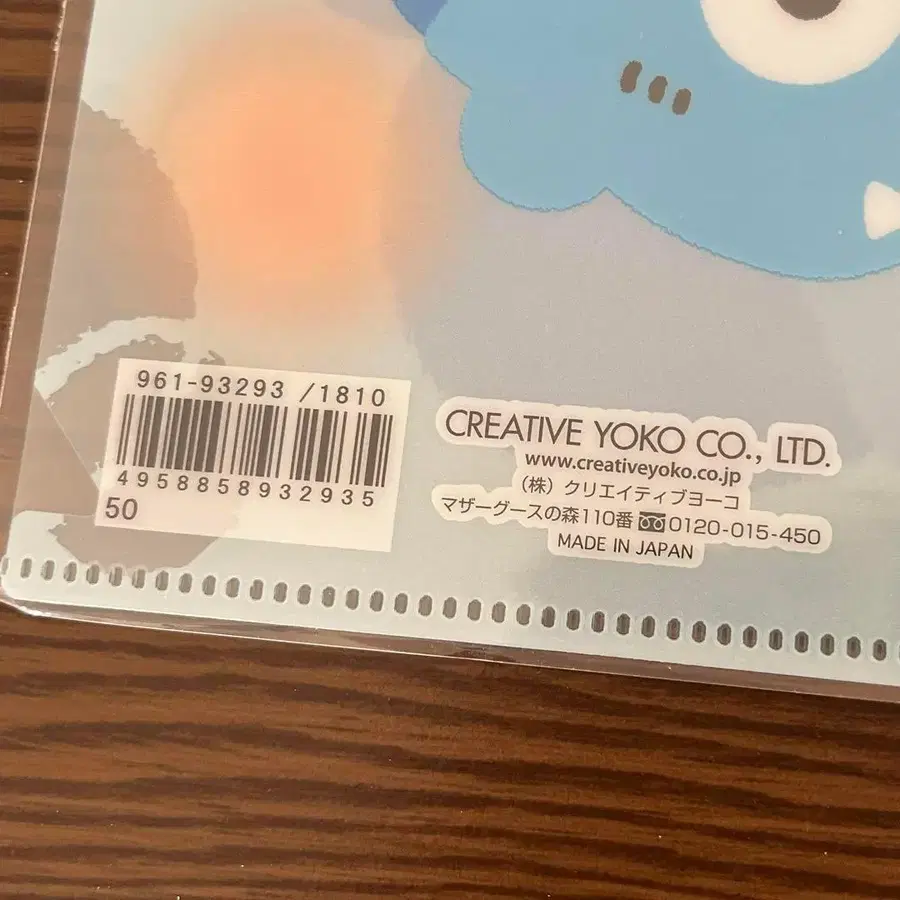 961-93293 /1810
4958858932935
50
CREATIVE YOKO CO., LTD.
www.creativeyoko.co.jp
（株）クリエイティブヨーコ
マザーグースの森110番 0120-015-450
MADE IN JAPAN